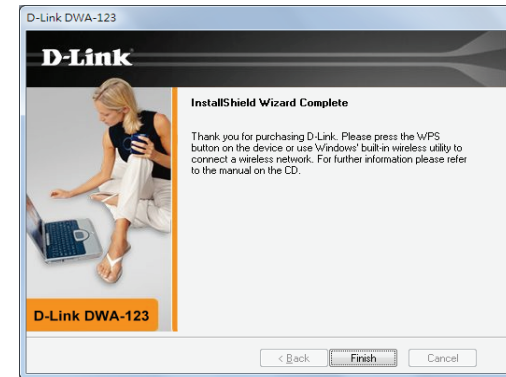 D-Link DWA-123
D-Link
InstallShield Wizard Complete
Thank you for purchasing D-Link. Please press the WPS
button on the device or use Windows' built-in wireless utility to
connect a wireless network. For further information please refer
to the manual on the CD.
D-Link DWA-123
< Back Finish Cancel